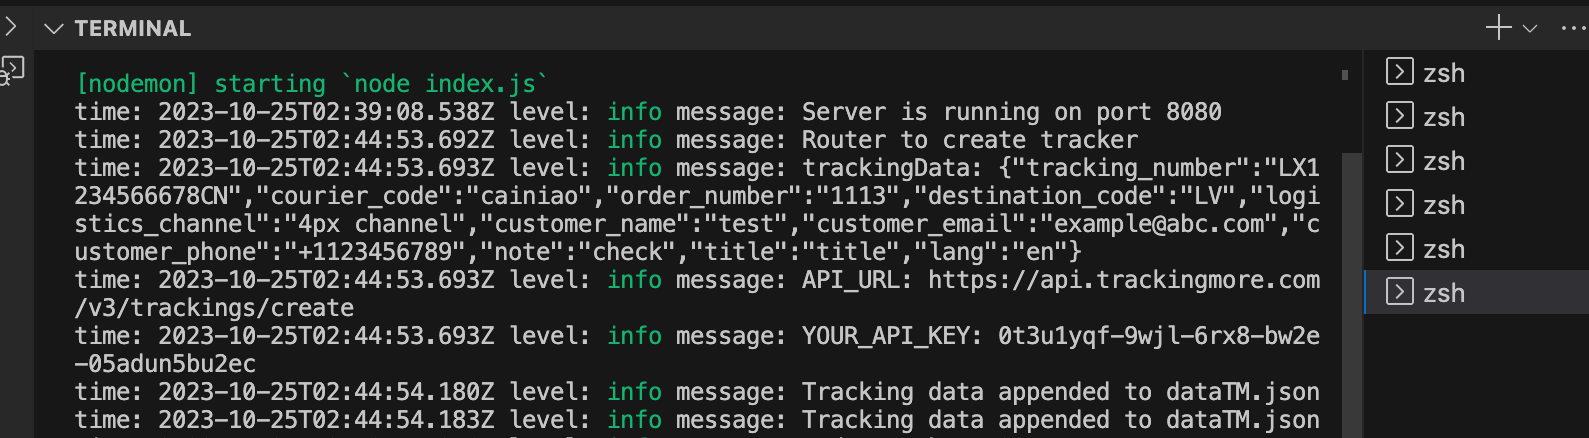 TERMINAL
[nodemon] starting `node index.js`
time: 2023-10-25T02:39:08.538Z level: info message: Server is running on port 8080
time: 2023-10-25T02:44:53.692Z level: info message: Router to create tracker
time: 2023-10-25T02:44:53.693Z level: info message: trackingData: {"tracking_number":"LX1
234566678CN","courier_code":"cainiao","order_number":"1113","destination_code":"LV","logi
stics_channel":"4px channel","customer_name":"test","customer_email":"example@abc.com","c
ustomer_phone":"+1123456789","note":"check","title":"title","lang":"en"}
time: 2023-10-25T02:44:53.693Z level: info message: API_URL: https://api.trackingmore.com
/v3/trackings/create
time: 2023-10-25T02:44:53.693Z level: info message: YOUR_API_KEY: 0t3u1yqf-9wjl-6rx8-bw2e
-05adun5bu2ec
time: 2023-10-25T02:44:54.180Z level: info message: Tracking data appended to dataTM.json
time: 2023-10-25T02:44:54.183Z level: info message: Tracking data appended to dataTM.json
zsh
zsh
zsh
zsh
zsh
zsh